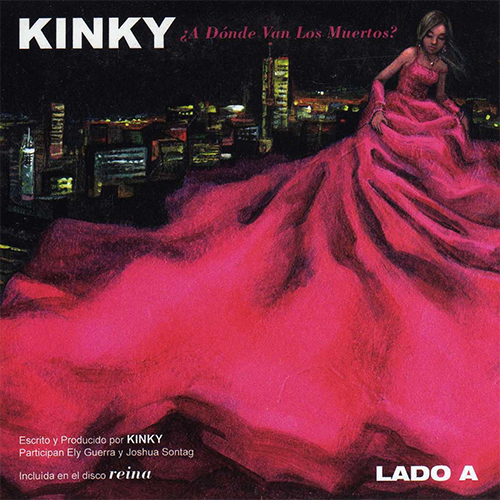 KINKY ¿A Dónde Van Los Muertos?
Escrito y Producido por KINKY
Participan Ely Guerra y Joshua Sontag
Incluida en el disco reina
LADO A